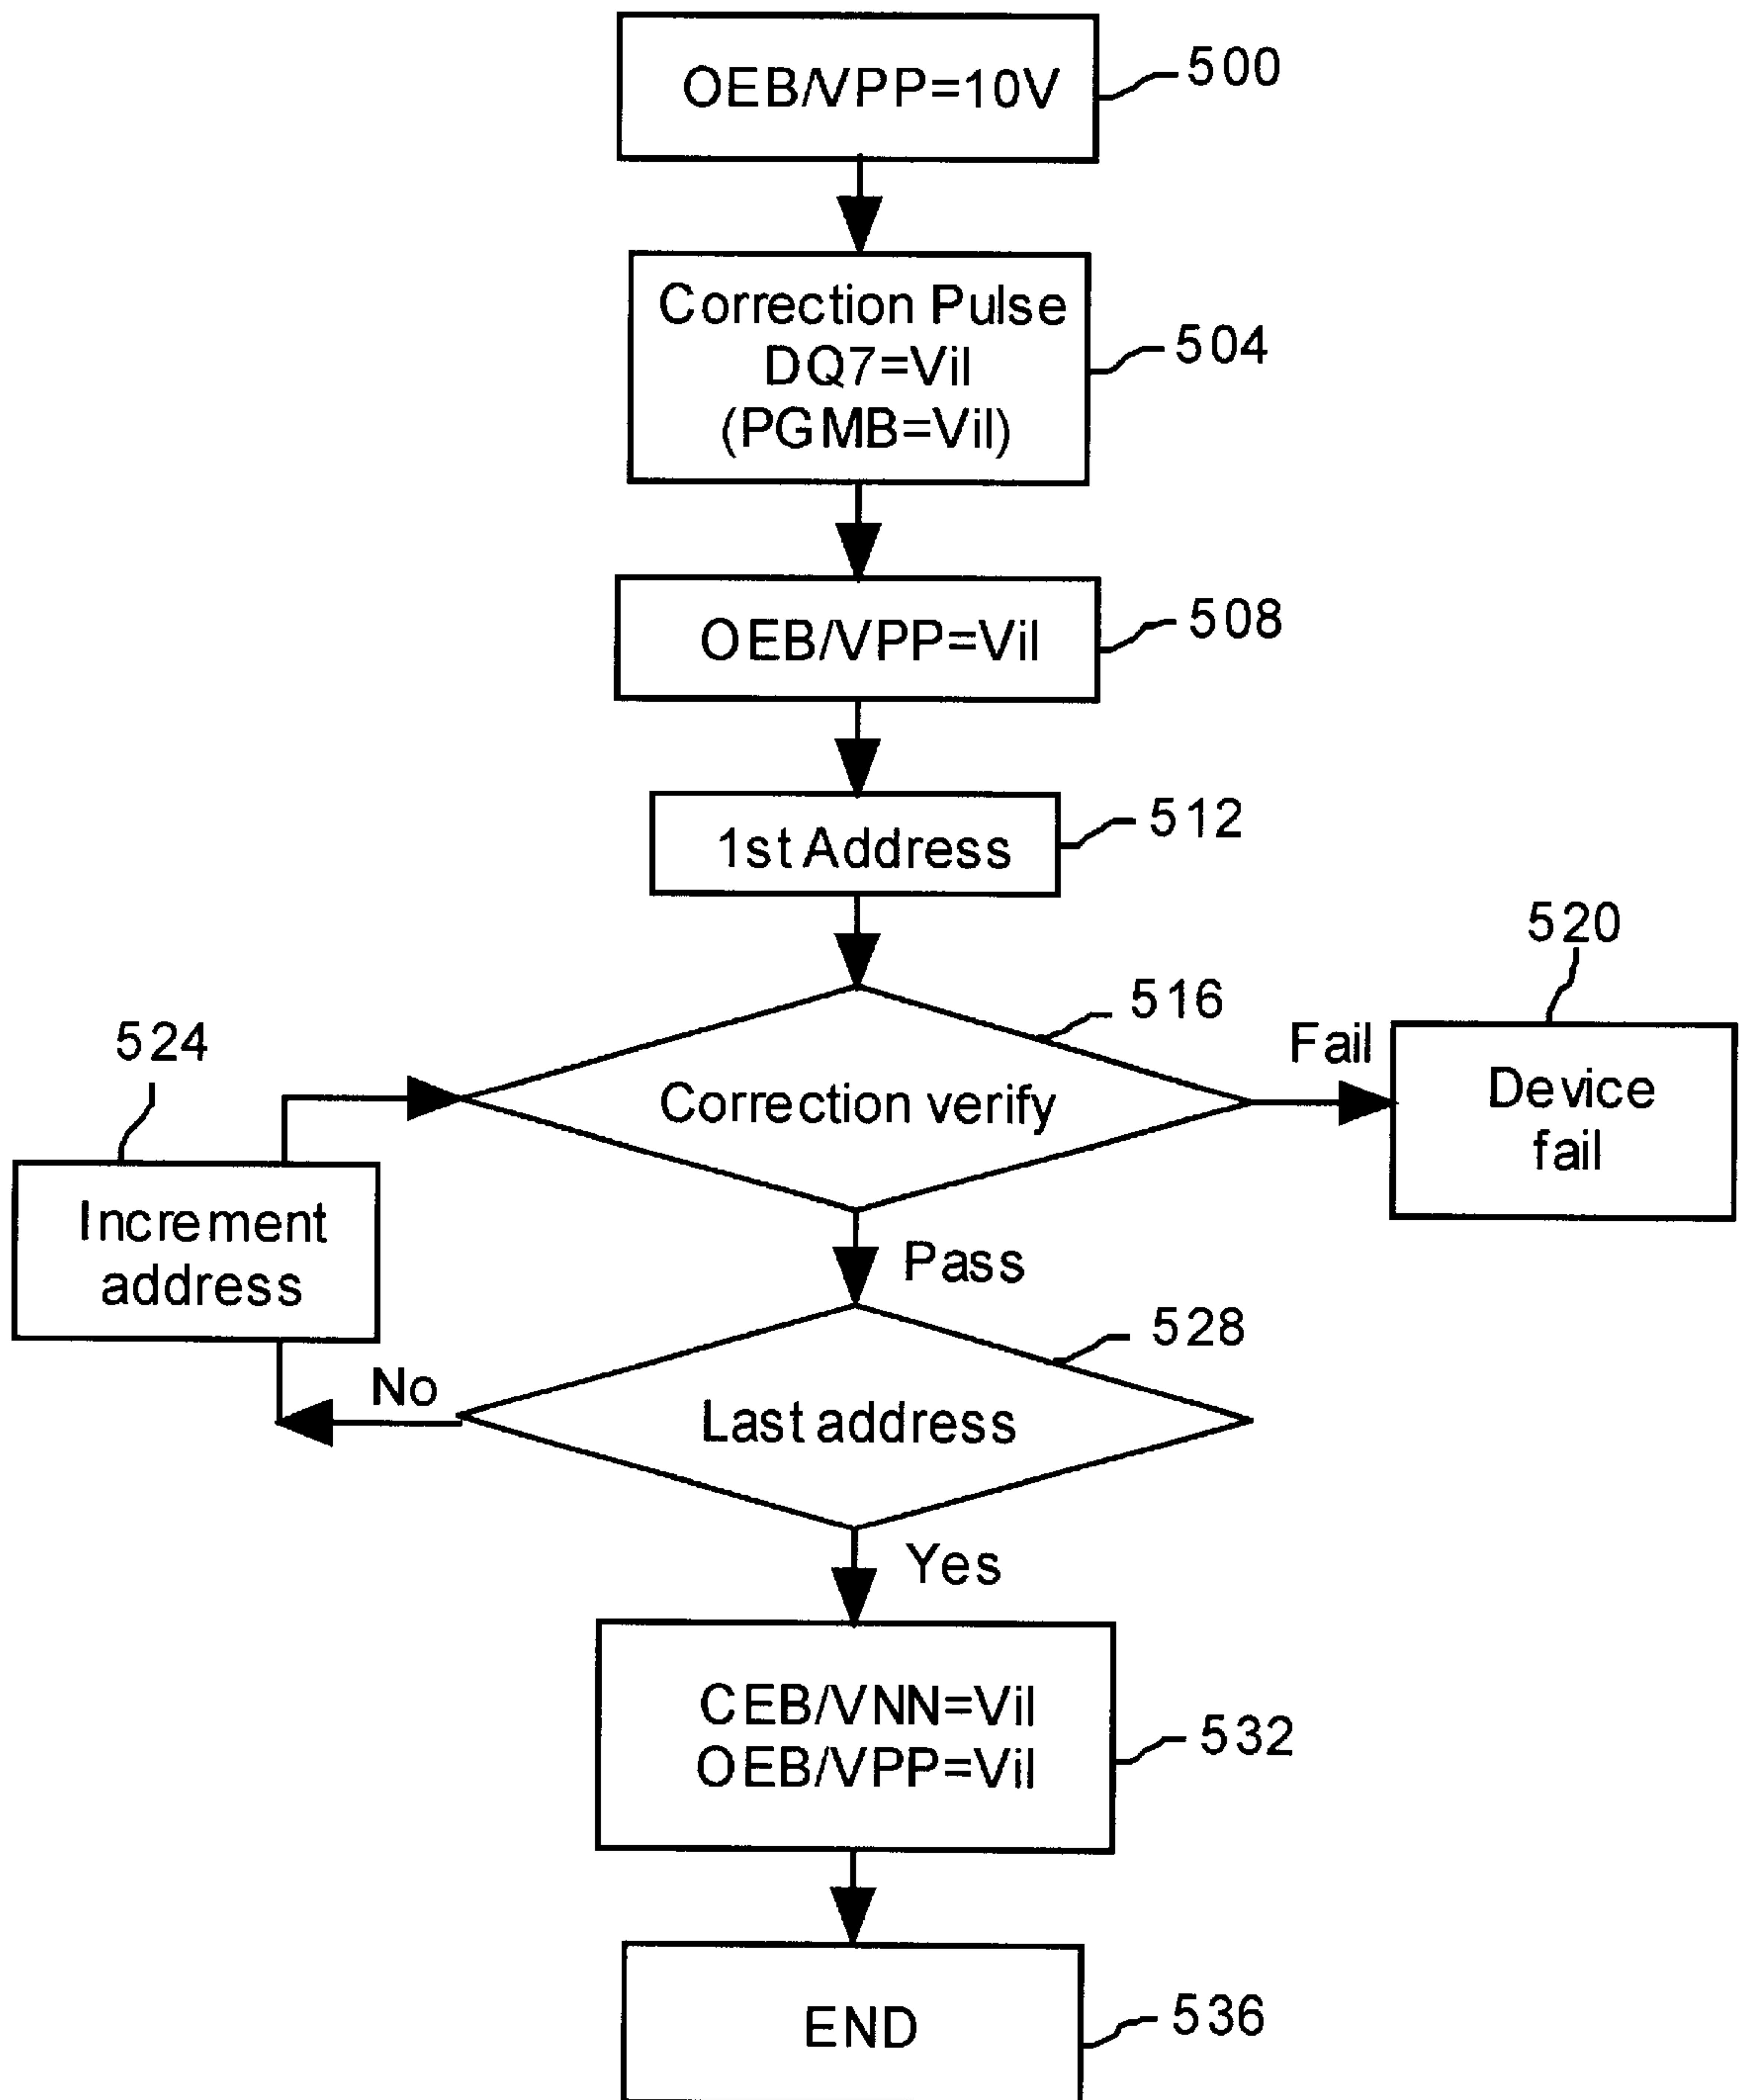 OEB/VPP=10V
500
Correction Pulse
DQ7=Vil
(PGMB=Vil)
504
OEB/VPP=Vil
508
1st Address
512
520
516
Fail
Device
fail
524
Correction verify
Increment
address
Pass
528
No
Last address
Yes
CEB/VNN=Vil
OEB/VPP=Vil
532
END
536